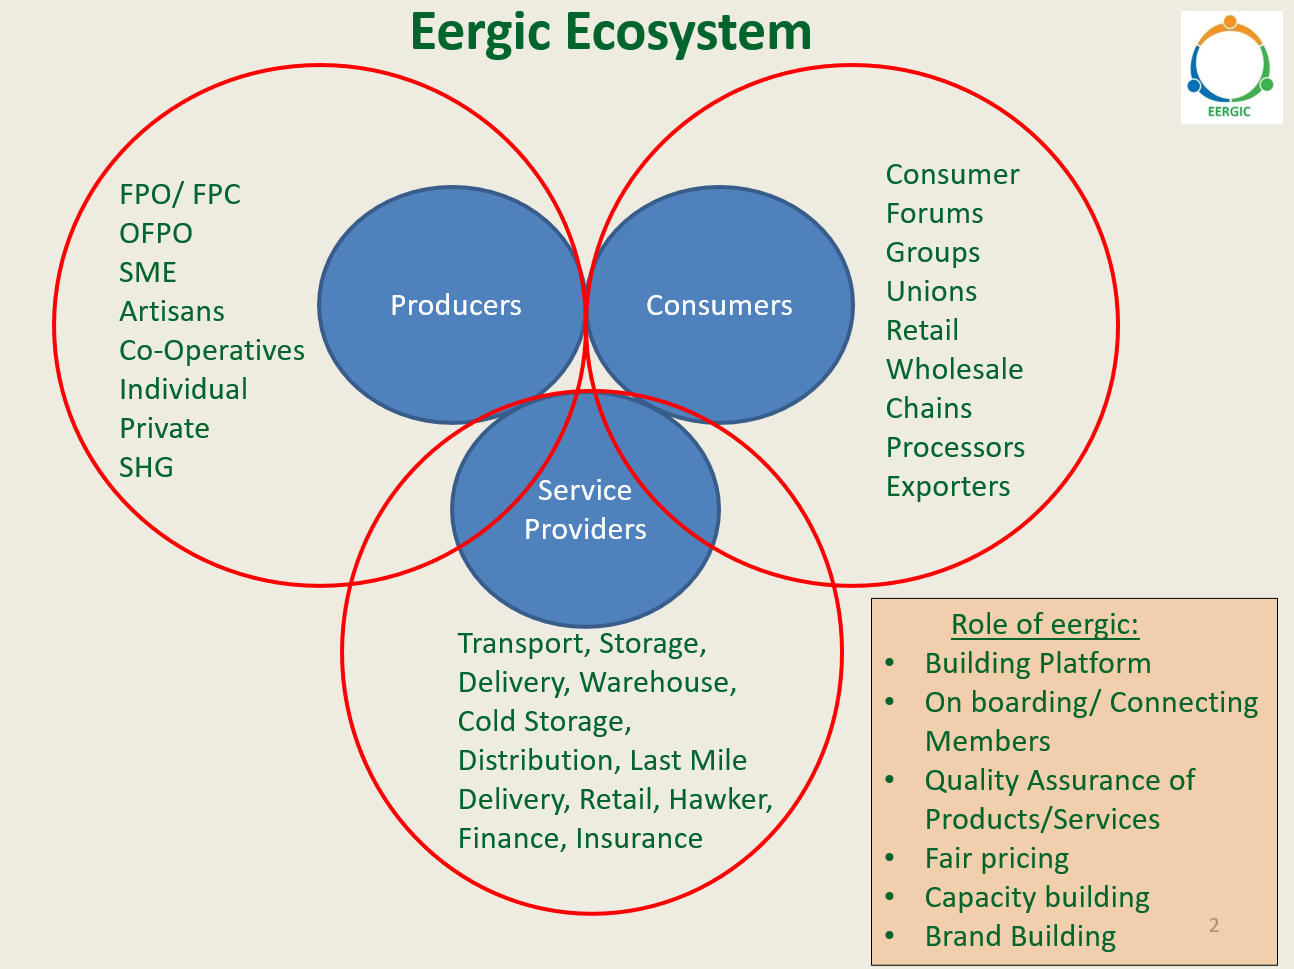 Eergic Ecosystem
EERGIC
FPO/ FPC
OFPO
SME
Artisans
Co-Operatives
Individual
Private
SHG
Producers
Consumers
Consumer
Forums
Groups
Unions
Retail
Wholesale
Chains
Processors
Exporters
Service
Providers
Transport, Storage,
Delivery, Warehouse,
Cold Storage,
Distribution, Last Mile
Delivery, Retail, Hawker,
Finance, Insurance
Role of eergic:
• Building Platform
• On boarding/ Connecting
Members
• Quality Assurance of
Products/Services
• Fair pricing
• Capacity building
• Brand Building
2